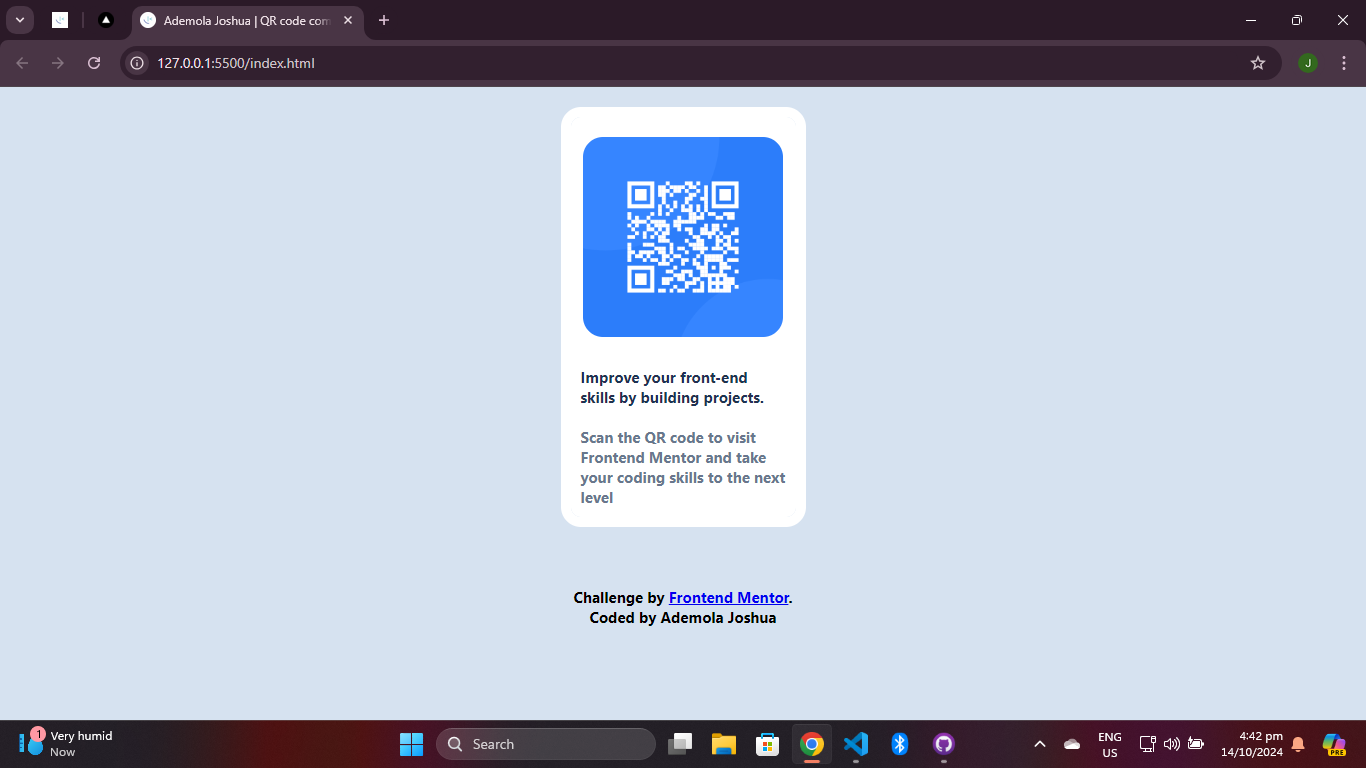 Ademola Joshua | QR code com
127.0.0.1:5500/index.html
J
Improve your front-end
skills by building projects.
Scan the QR code to visit
Frontend Mentor and take
your coding skills to the next
level
Challenge by Frontend Mentor.
Coded by Ademola Joshua
1
Very humid
Now
Search
ENG
US
4:42 pm
14/10/2024
PRE